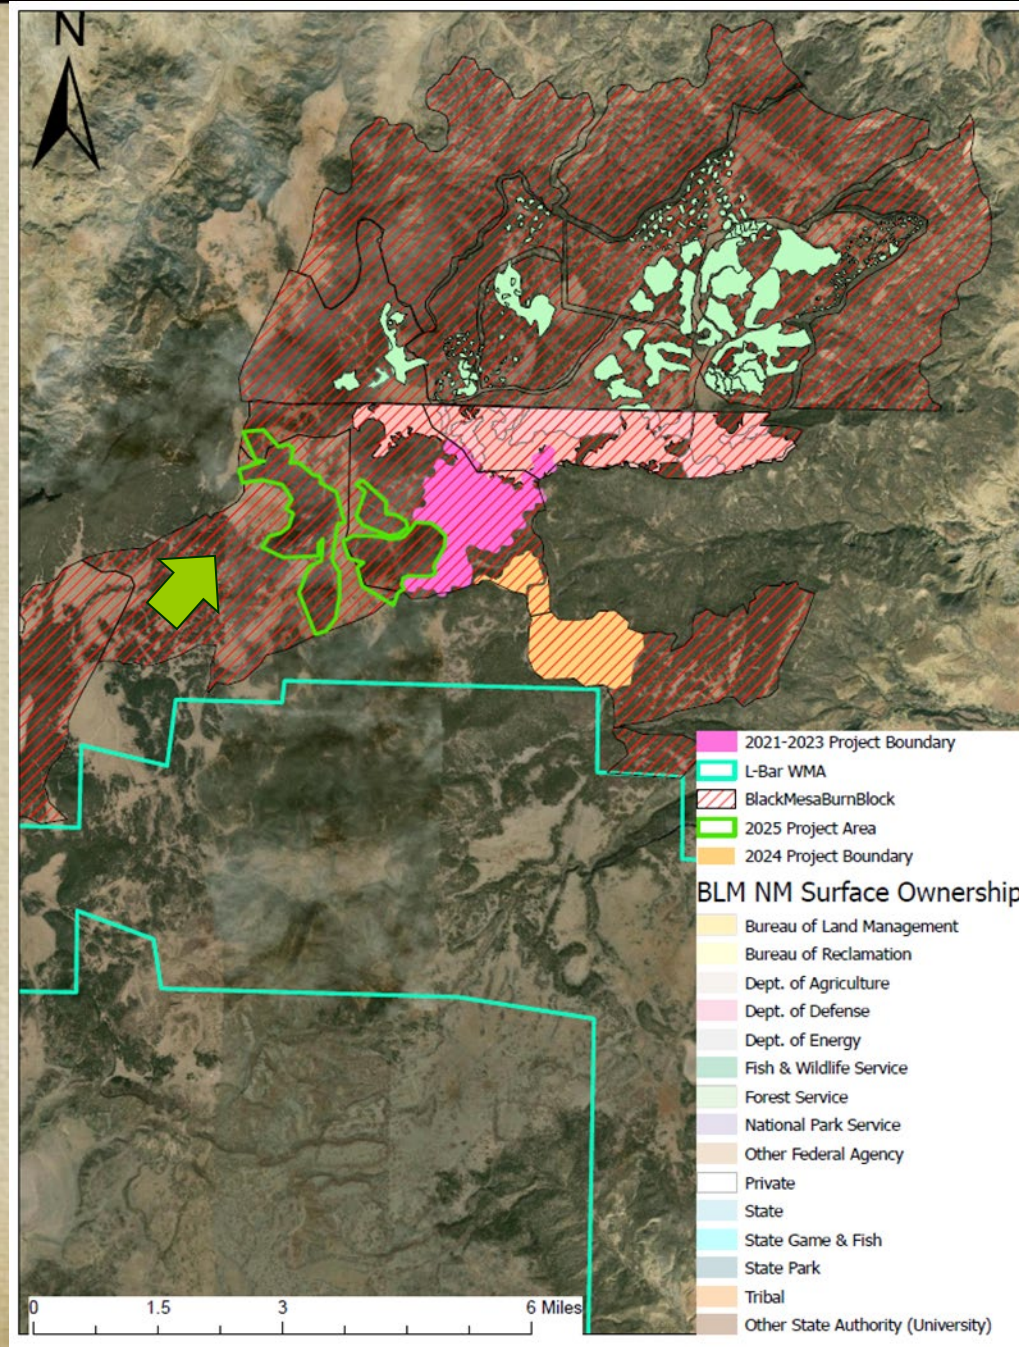 N
2021-2023 Project Boundary
L-Bar WMA
BlackMesaBurnBlock
2025 Project Area
2024 Project Boundary
BLM NM Surface Ownership
Bureau of Land Management
Bureau of Reclamation
Dept. of Agriculture
Dept. of Defense
Dept. of Energy
Fish & Wildlife Service
Forest Service
National Park Service
Other Federal Agency
Private
State
State Game & Fish
State Park
Tribal
Other State Authority (University)
0 1.5 3 6 Miles